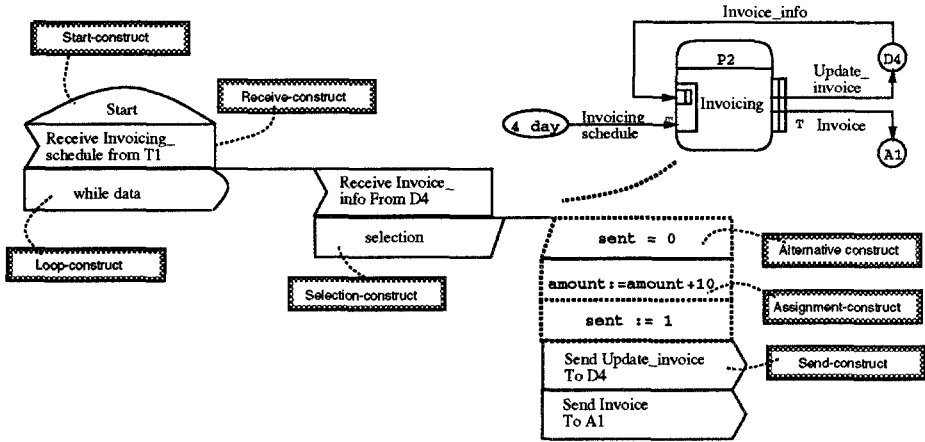 Invoice_info
Start-construct
P2
D4
Receive-construct
Update_
invoice
Start
Invoicing
4 day
Invoicing
schedule
E
T
Invoice
Receive Invoicing_
schedule from T1
A1
while data
Receive Invoice_
info From D4
selection
sent = 0
Alternative construct
Loop-construct
Selection-construct
amount:=amount+10
Assignment-construct
sent := 1
Send Update_invoice
To D4
Send-construct
Send Invoice
To A1